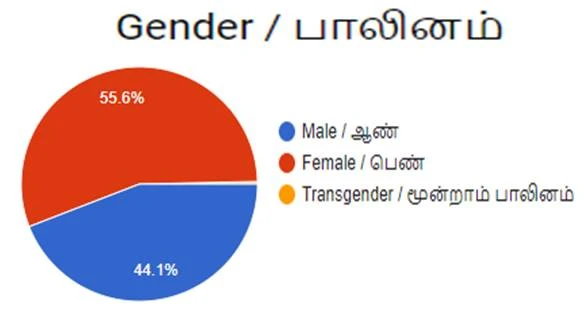 Gender / பாலினம்
55.6%
Male / ஆண்
Female / பெண்
Transgender / மூன்றாம் பாலினம்
44.1%